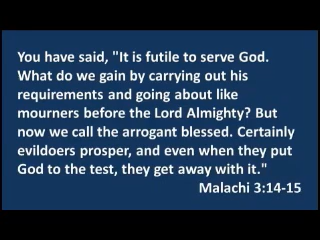 You have said, "It is futile to serve God.
What do we gain by carrying out his
requirements and going about like
mourners before the Lord Almighty? But
now we call the arrogant blessed. Certainly
evildoers prosper, and even when they put
God to the test, they get away with it."
Malachi 3:14-15